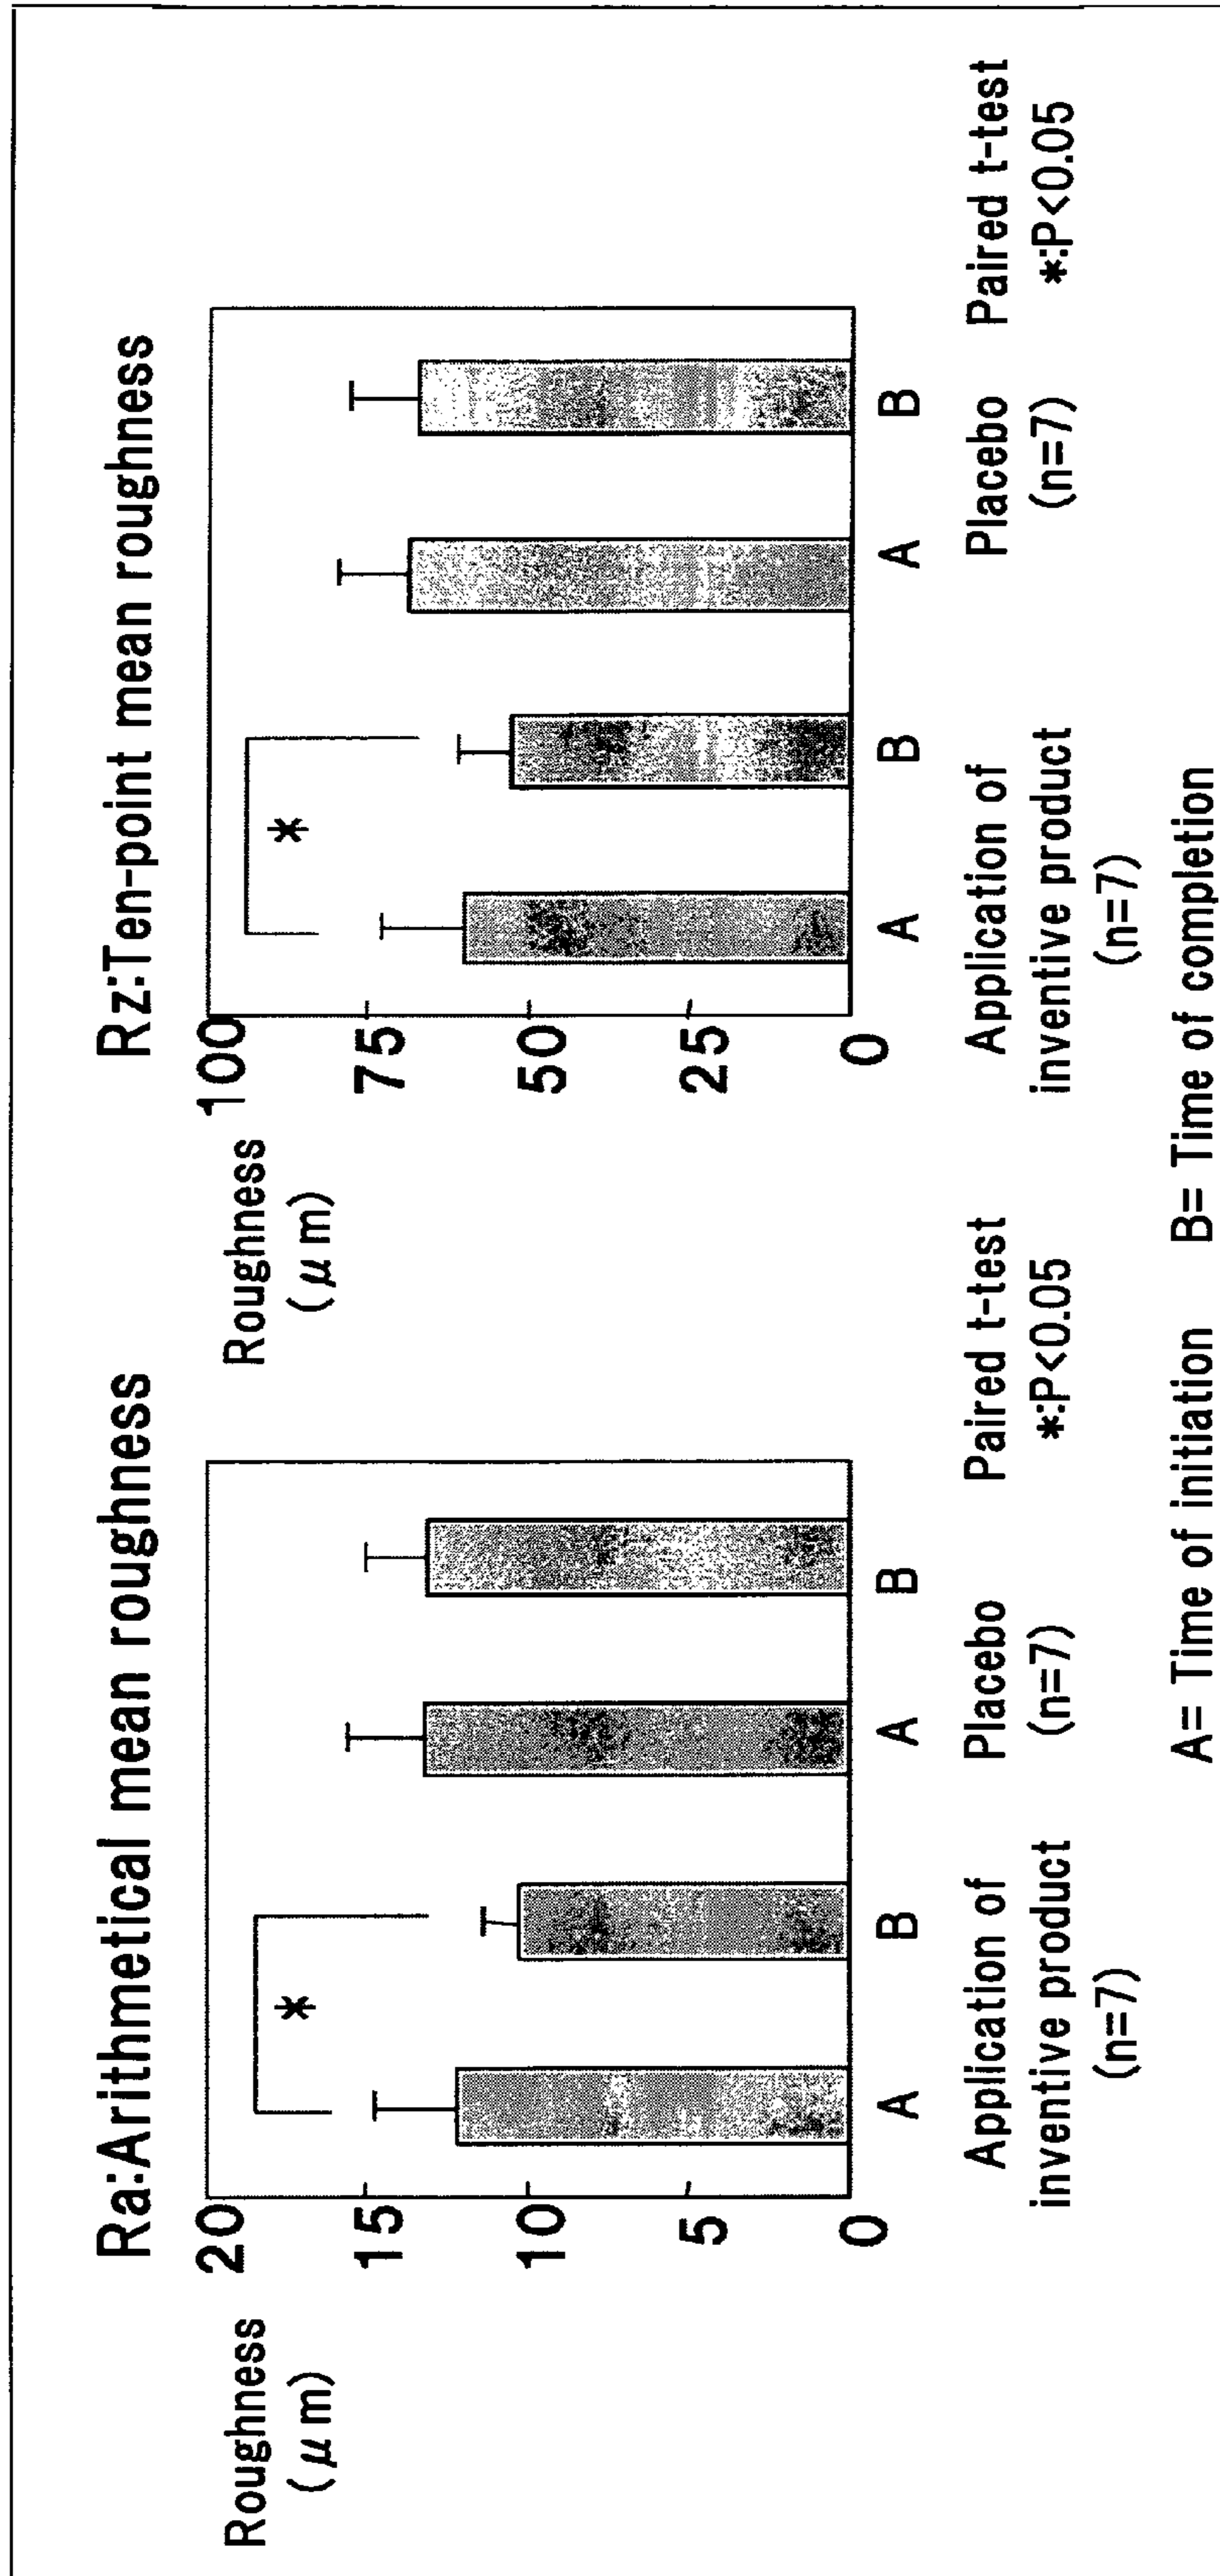 Ra:Arithmetical mean roughness
Roughness
(μm)
20
15
10
5
0
*
A
B
A
B
Application of
inventive product
(n=7)
Placebo
(n=7)
Paired t-test
*:P<0.05
Rz:Ten-point mean roughness
Roughness
(μm)
100
75
50
25
0
*
A
B
A
B
Application of
inventive product
(n=7)
Placebo
(n=7)
Paired t-test
*:P<0.05
A= Time of initiation B= Time of completion